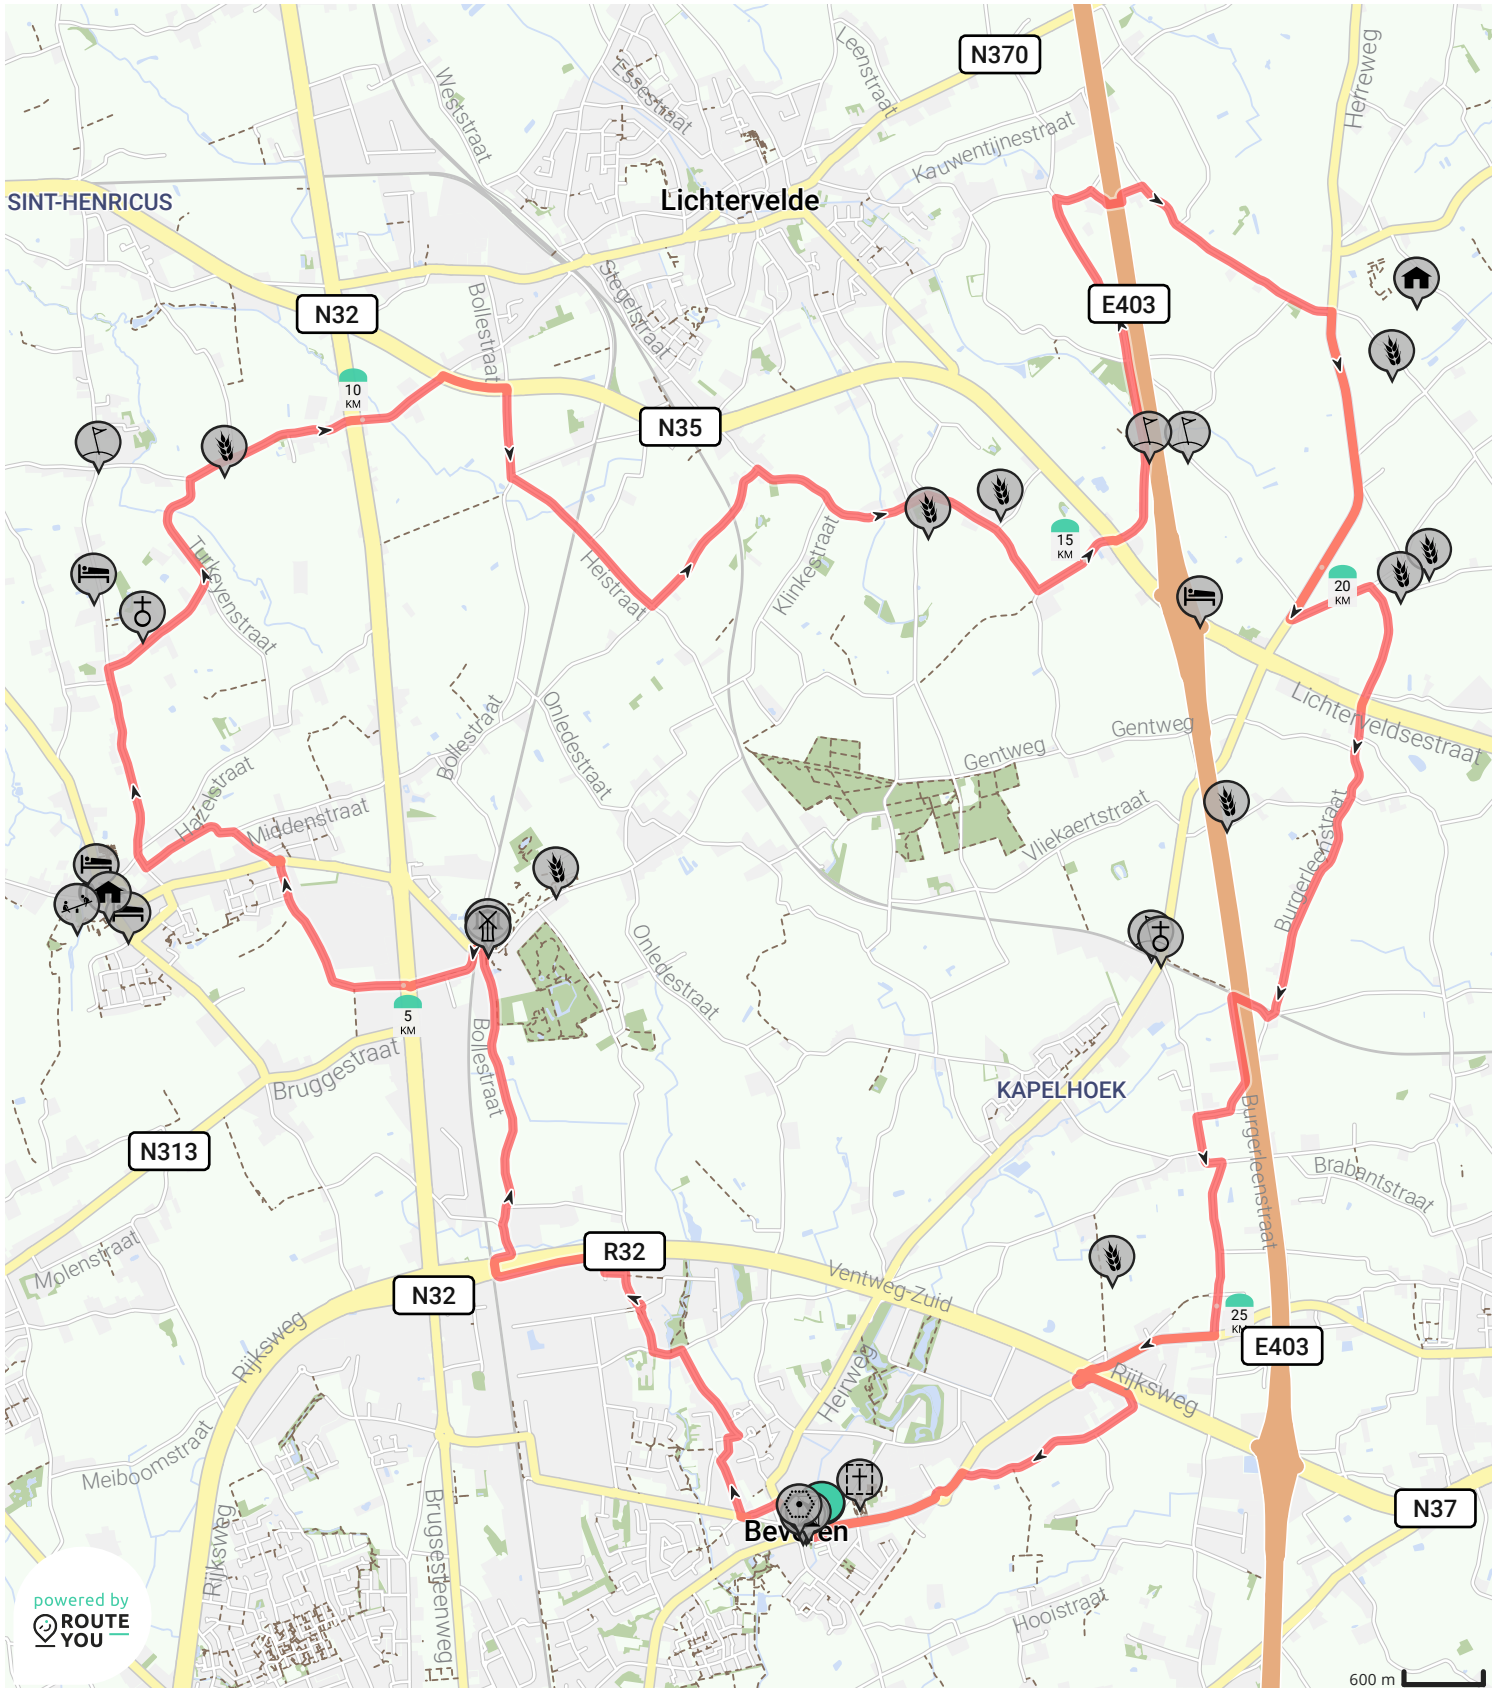 N370
Leenstraat
Herreweg
Weststraat
Essestraat
Kauwentijnestraat
SINT-HENRICUS
Lichtervelde
Stegelstraat
Bollestraat
N32
E403
10
KM
N35
Klinkestraat
15
KM
Turkeyenstraat
Heistraat
20
KM
Bollestraat
Onledestraat
Lichterveldsestraat
Gentweg
Gentweg
Hazelstraat
Middenstraat
Vliekaertstraat
Burgerleenstraat
Onledestraat
5
KM
Bollestraat
Bruggestraat
KAPELHOEK
Burgerleenstraat
N313
Brabantstraat
Molenstraat
R32
N32
Ventweg-Zuid
25
KM
E403
Rijksweg
Heirweg
Rijksweg
Meiboomstraat
N37
Brugsesteenweg
Rijksweg
Beveren
Hooistraat
powered by
ROUTE
YOU
600 m